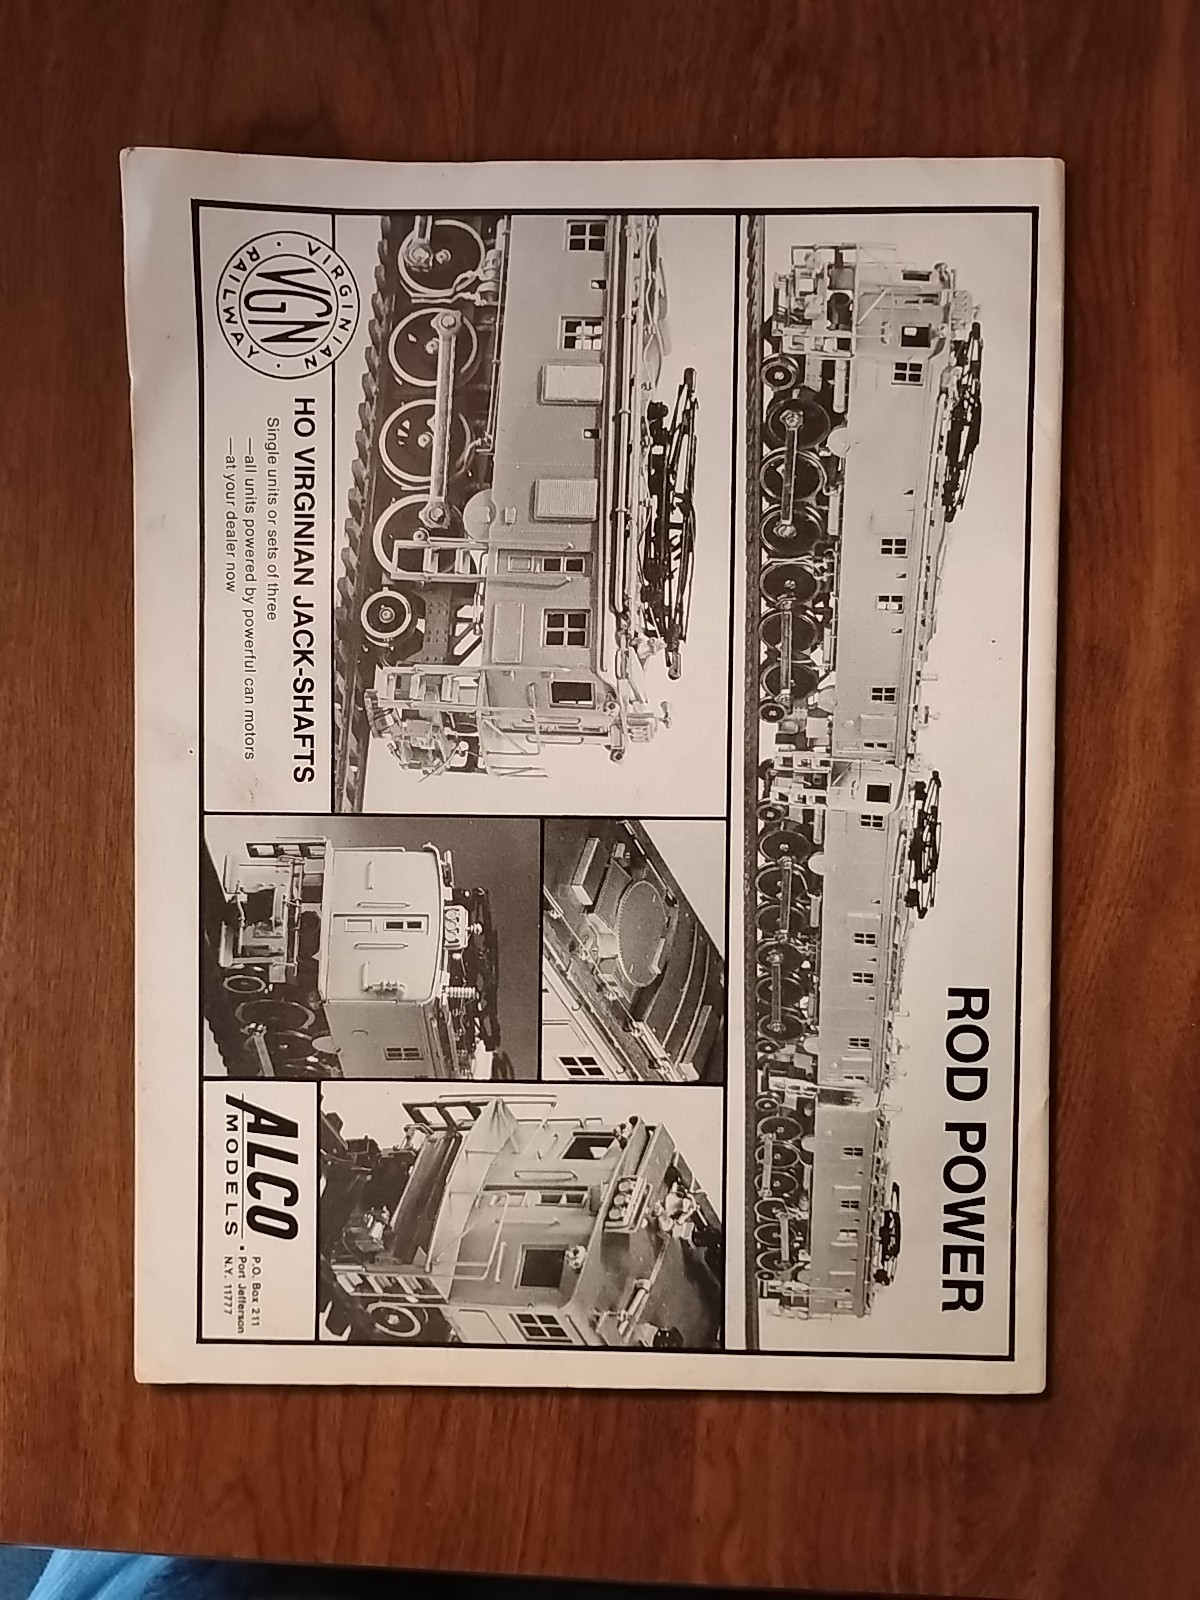 ROD POWER
VIRGINIAN
VGN
RAILWAY
HO VIRGINIAN JACK-SHAFTS
Single units or sets of three
—all units powered by powerful can motors
—at your dealer now
ALCO
MODELS
P.O. Box 211
• Port Jefferson
N.Y. 11777